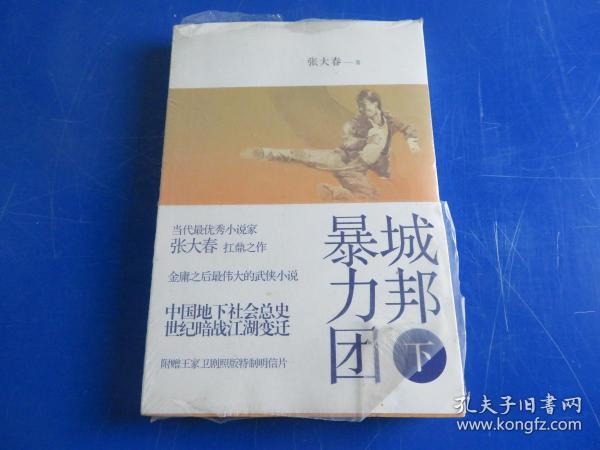 张大春 — 著
城邦
暴力团
下
当代最优秀小说家
张大春 扛鼎之作
金庸之后最伟大的武侠小说
中国地下社会总史
世纪暗战江湖变迁
附赠王家卫剧照版特制明信片
孔夫子旧书网
www.kongfz.com